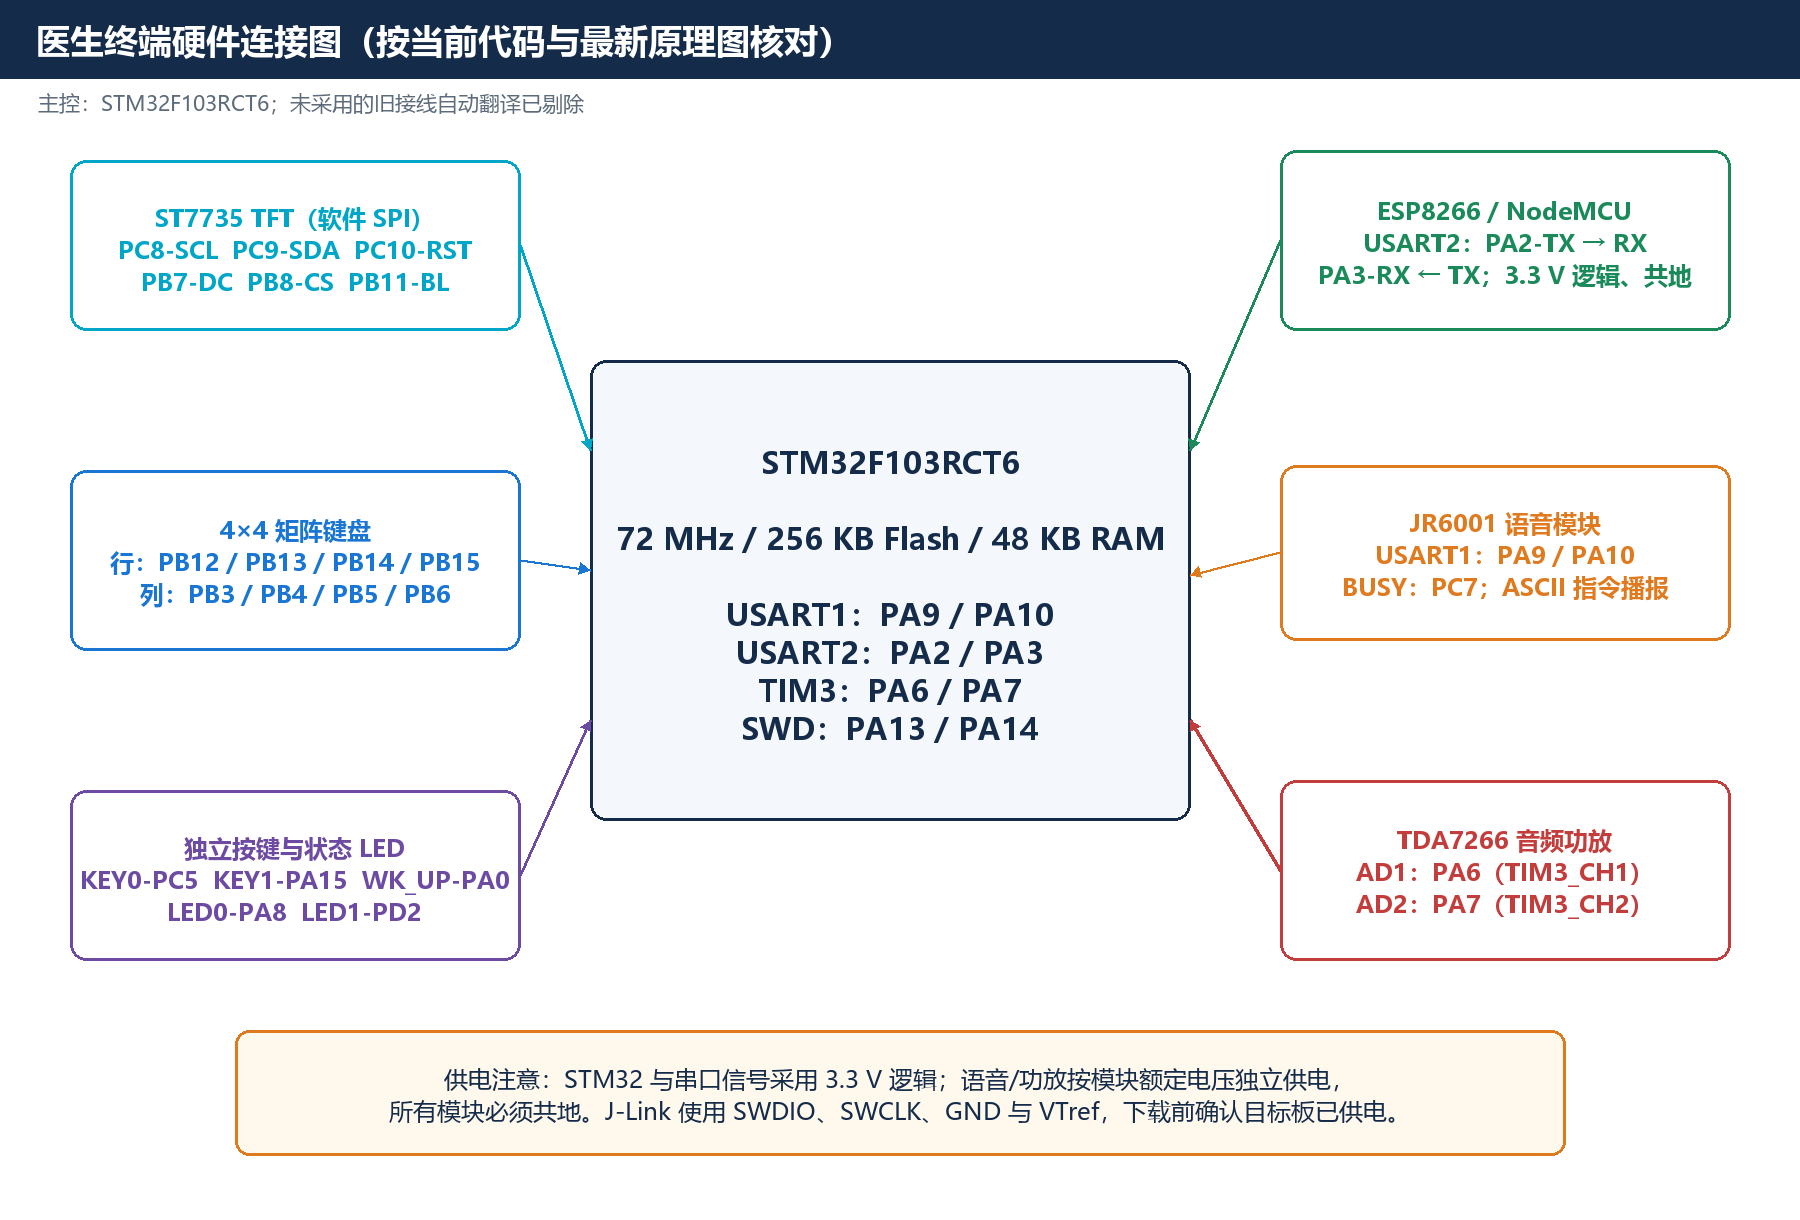 医生终端硬件连接图（按当前代码与最新原理图核对）
主控：STM32F103RCT6；未采用的旧接线自动翻译已剔除
ST7735 TFT（软件 SPI）
PC8-SCL  PC9-SDA  PC10-RST
PB7-DC  PB8-CS  PB11-BL
ESP8266 / NodeMCU
USART2：PA2-TX → RX
PA3-RX ← TX；3.3 V 逻辑、共地
4×4 矩阵键盘
行：PB12 / PB13 / PB14 / PB15
列：PB3 / PB4 / PB5 / PB6
STM32F103RCT6
72 MHz / 256 KB Flash / 48 KB RAM
USART1：PA9 / PA10
USART2：PA2 / PA3
TIM3：PA6 / PA7
SWD：PA13 / PA14
JR6001 语音模块
USART1：PA9 / PA10
BUSY：PC7；ASCII 指令播报
独立按键与状态 LED
KEY0-PC5  KEY1-PA15  WK_UP-PA0
LED0-PA8  LED1-PD2
TDA7266 音频功放
AD1：PA6（TIM3_CH1）
AD2：PA7（TIM3_CH2）
供电注意：STM32 与串口信号采用 3.3 V 逻辑；语音/功放按模块额定电压独立供电，
所有模块必须共地。J-Link 使用 SWDIO、SWCLK、GND 与 VTref，下载前确认目标板已供电。